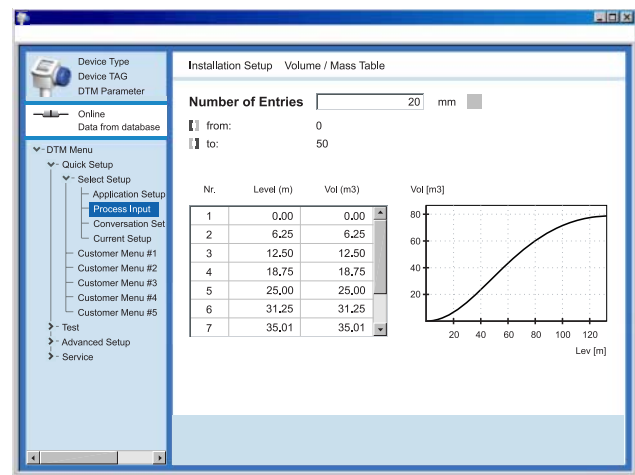 Device Type
Device TAG
DTM Parameter
Online
Data from database
DTM Menu
Quick Setup
Select Setup
Application Setup
Process Input
Conversation Set
Current Setup
Customer Menu #1
Customer Menu #2
Customer Menu #3
Customer Menu #4
Customer Menu #5
Test
Advanced Setup
Service
Installation Setup Volume / Mass Table
Number of Entries 20 mm
from: 0
to: 50
Nr. Level (m) Vol (m3)
1 0.00 0.00
2 6.25 6.25
3 12.50 12.50
4 18.75 18.75
5 25,00 25,00
6 31.25 31.25
7 35.01 35.01
Vol [m3]
80
60
40
20
20 40 60 80 100 120
Lev [m]